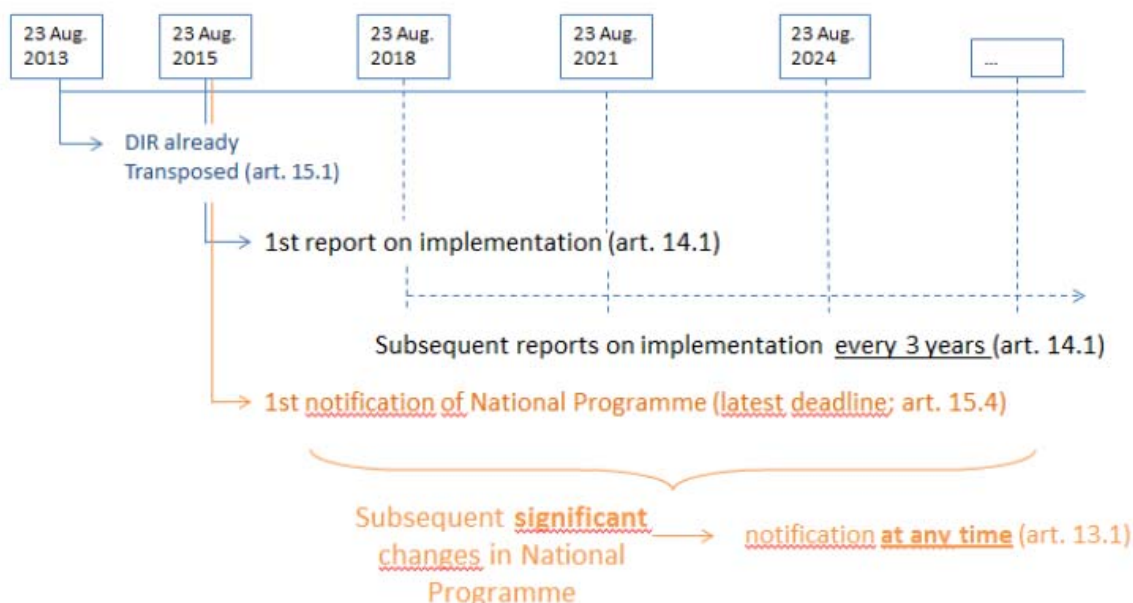 23 Aug.
2013
23 Aug.
2015
23 Aug.
2018
23 Aug.
2021
23 Aug.
2024
...
DIR already
Transposed (art. 15.1)
1st report on implementation (art. 14.1)
Subsequent reports on implementation every 3 years (art. 14.1)
1st notification of National Programme (latest deadline; art. 15.4)
Subsequent significant
changes in National
Programme
notification at any time (art. 13.1)